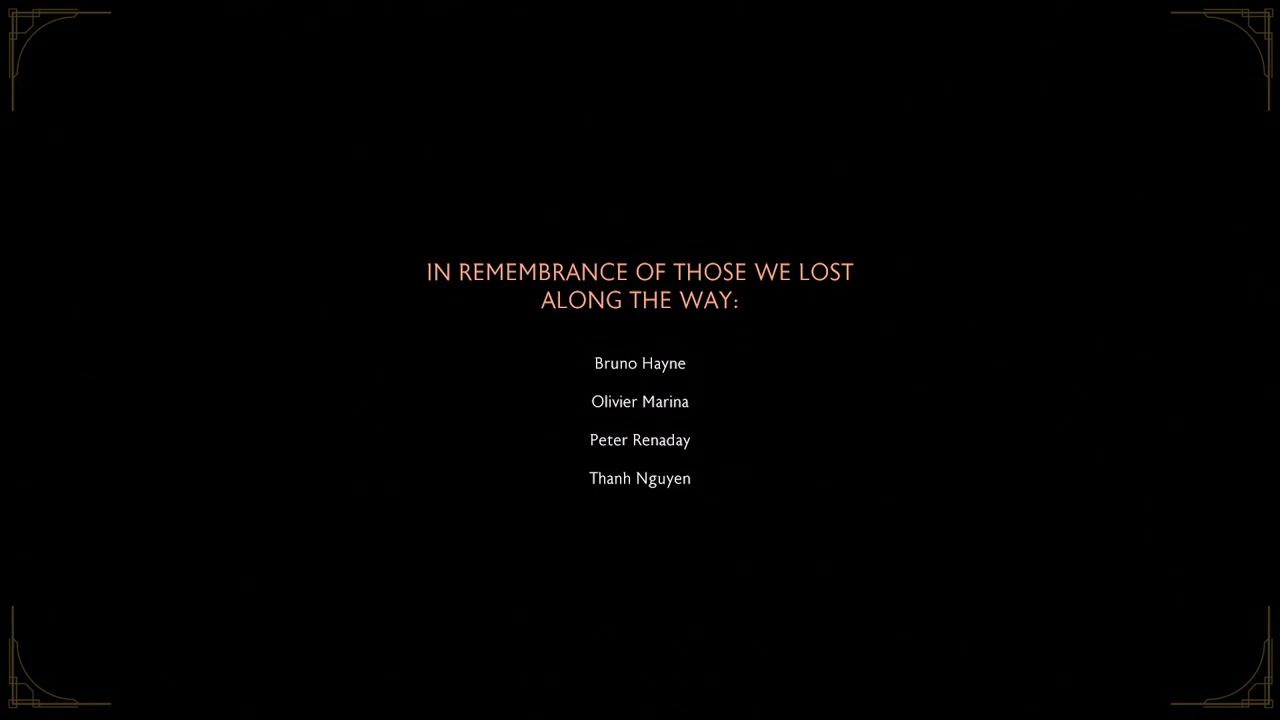 IN REMEMBRANCE OF THOSE WE LOST
ALONG THE WAY:
Bruno Hayne
Olivier Marina
Peter Renaday
Thanh Nguyen